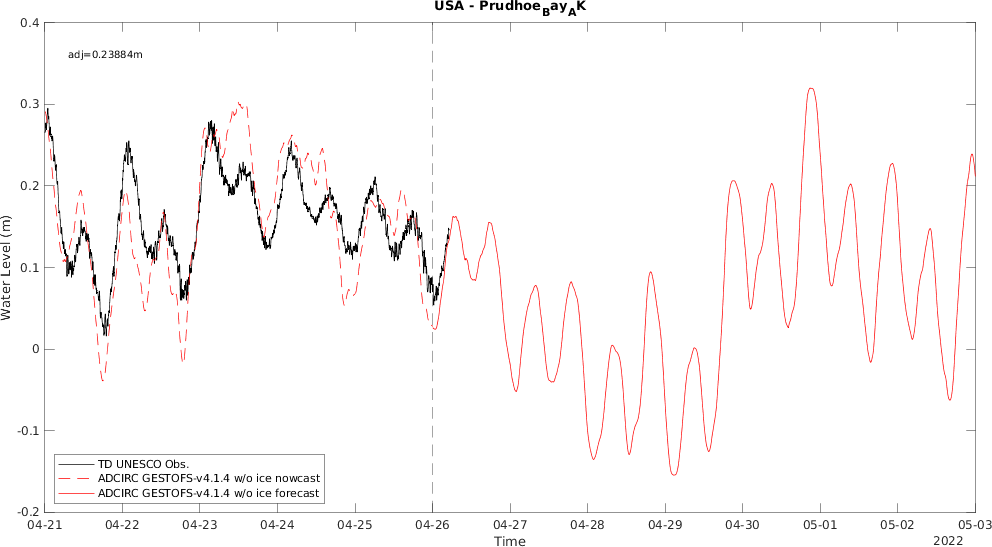 USA - Prudhoe_Bay_AK
0.4
adj=0.23884m
0.3
0.2
Water Level (m)
0.1
0
-0.1
TD UNESCO Obs.
ADCIRC GESTOFS-v4.1.4 w/o ice nowcast
ADCIRC GESTOFS-v4.1.4 w/o ice forecast
-0.2
04-21 04-22 04-23 04-24 04-25 04-26 04-27 04-28 04-29 04-30 05-01 05-02 05-03
Time
2022